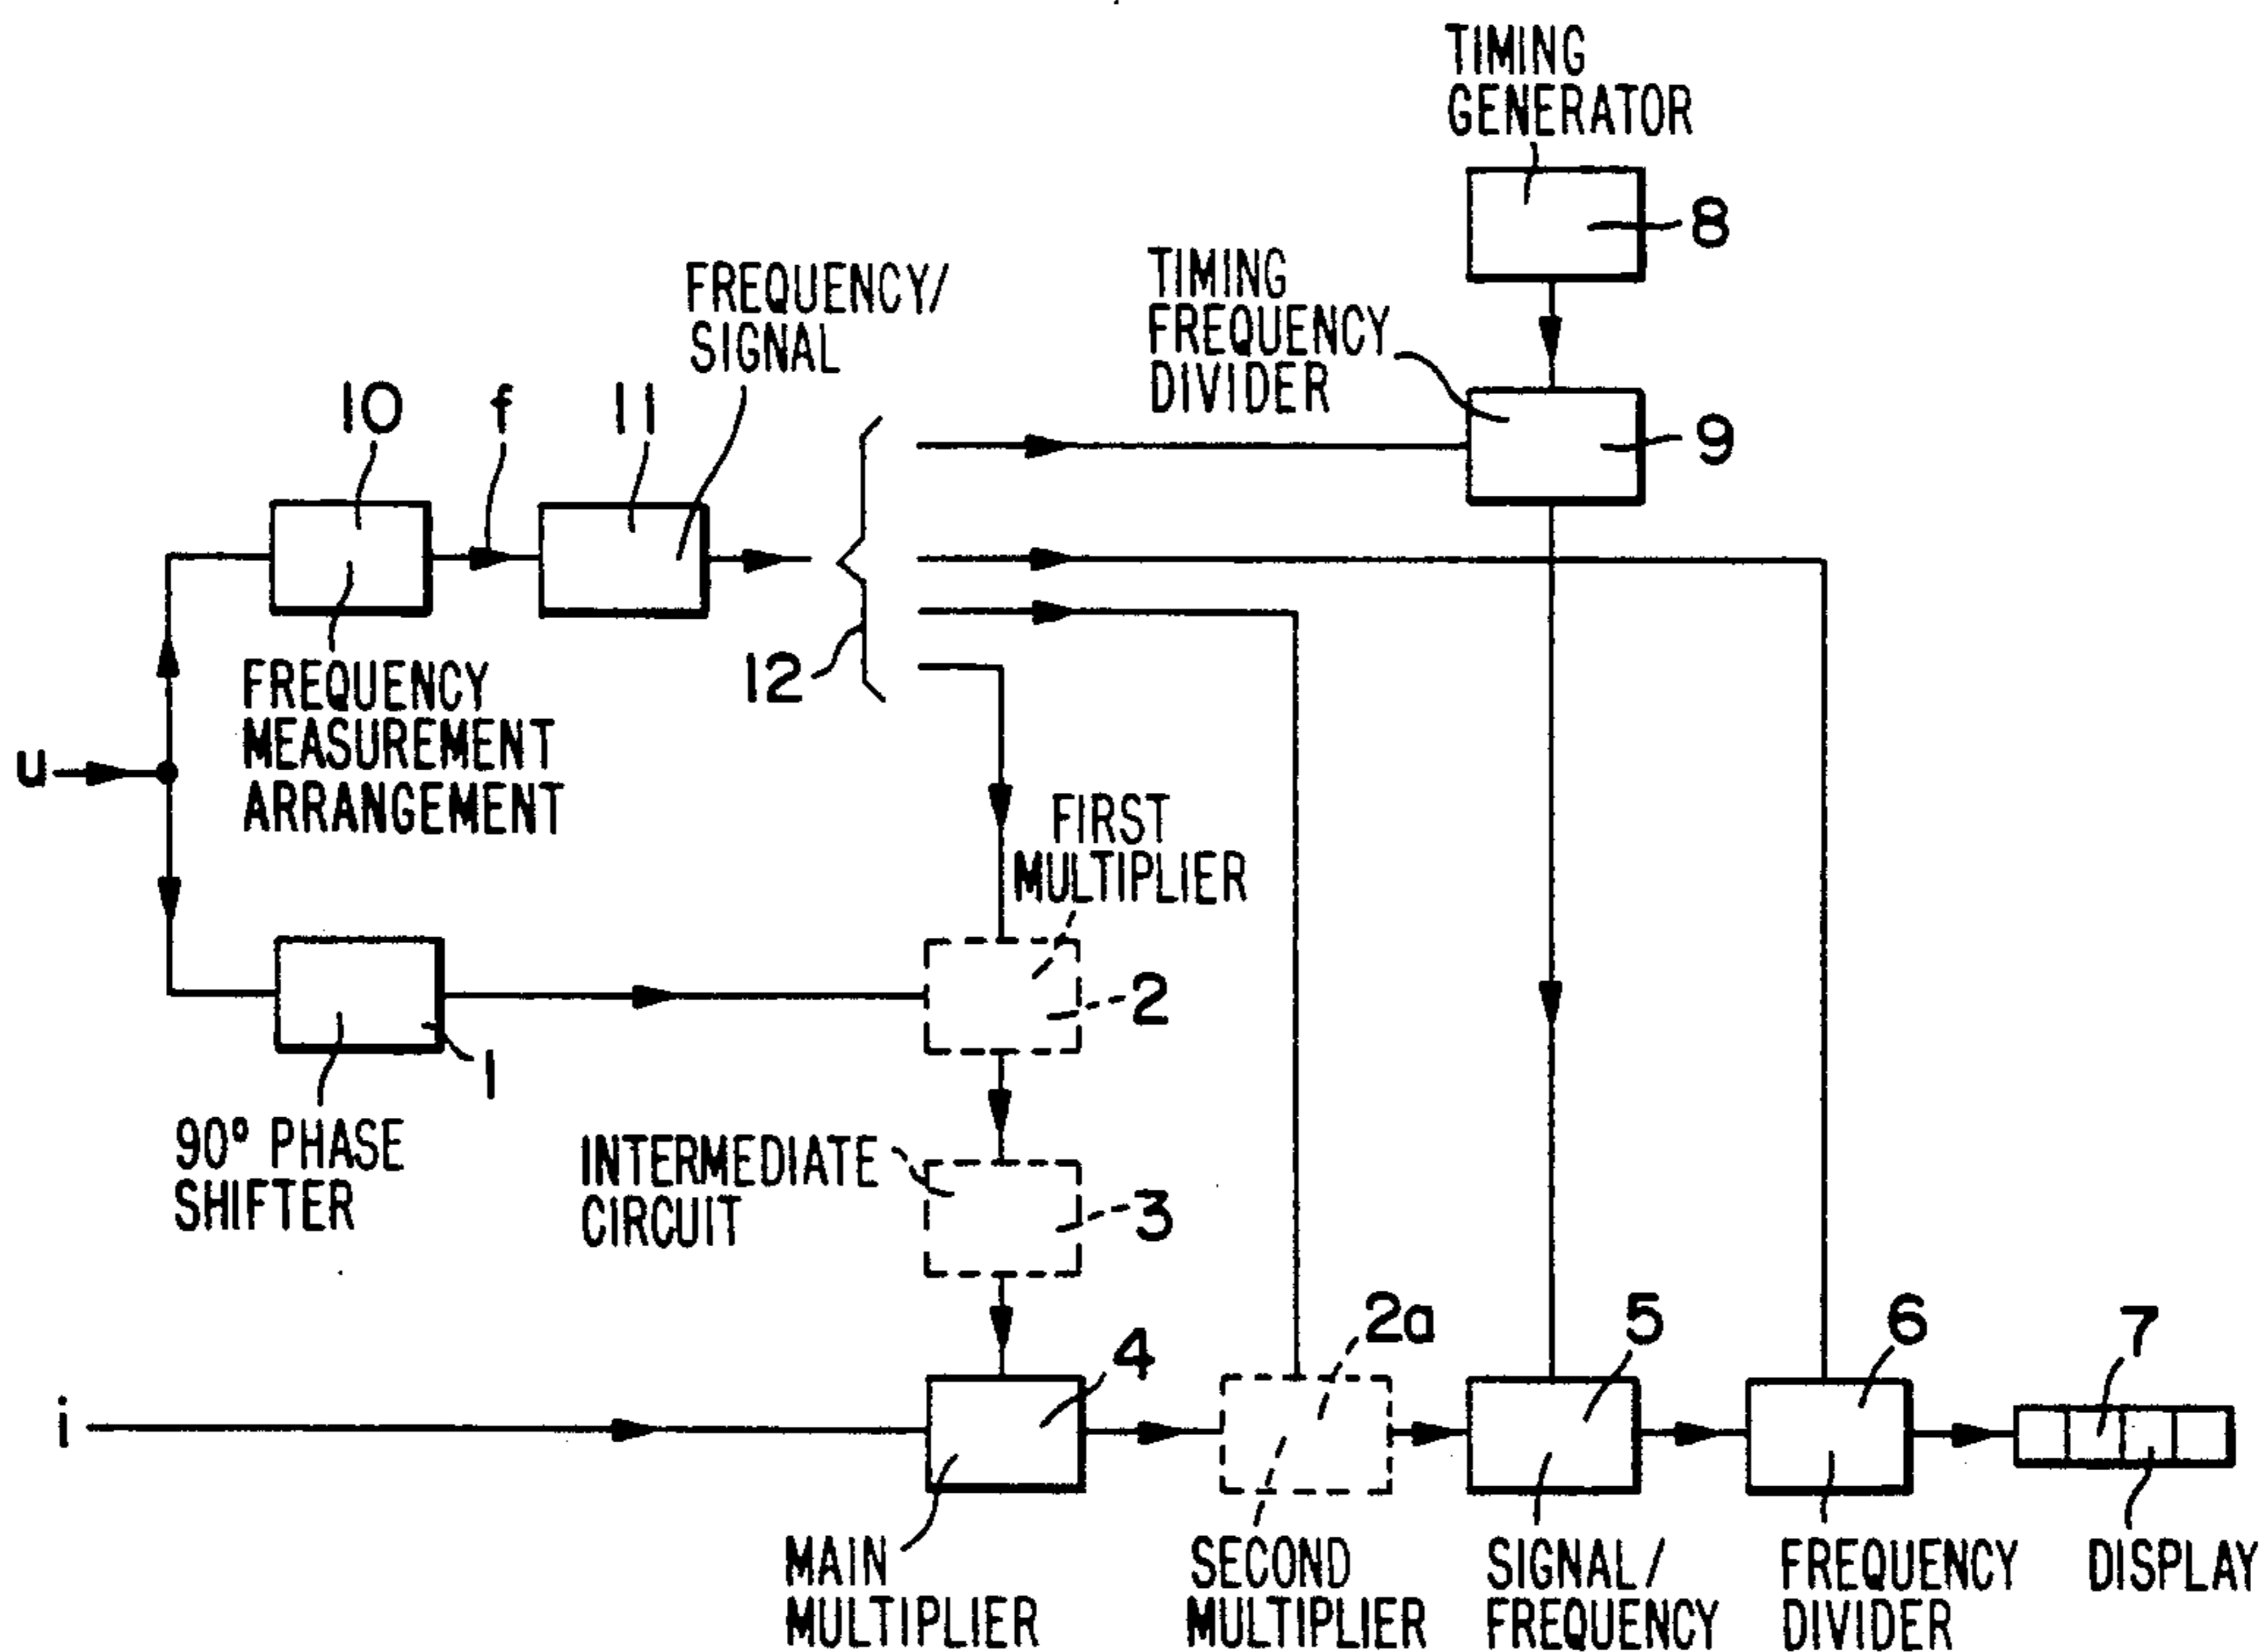 TIMING
GENERATOR
8
TIMING
FREQUENCY
DIVIDER
9
FREQUENCY/
SIGNAL
10
f
11
12
FREQUENCY
MEASUREMENT
ARRANGEMENT
u
FIRST
MULTIPLIER
2
1
90° PHASE
SHIFTER
INTERMEDIATE
CIRCUIT
3
4
2a
5
6
7
i
MAIN
MULTIPLIER
SECOND
MULTIPLIER
SIGNAL/
FREQUENCY
FREQUENCY
DIVIDER
DISPLAY